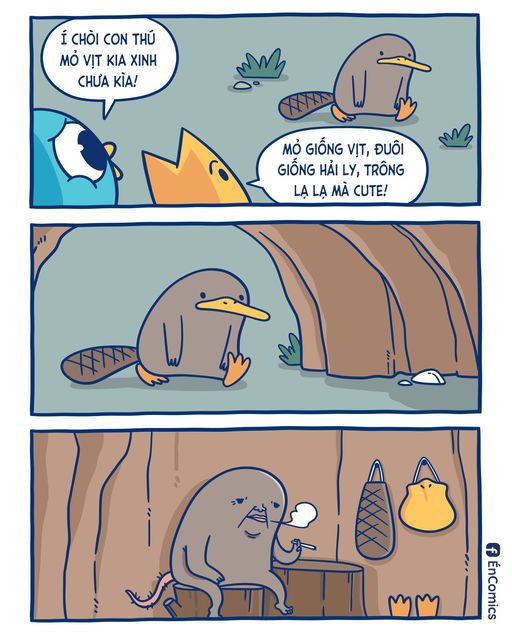 Í CHÒI CON THÚ
MỎ VỊT KIA XINH
CHƯA KÌA!
MỎ GIỐNG VỊT, ĐUÔI
GIỐNG HẢI LY, TRÔNG
LẠ LẠ MÀ CUTE!
ÉnComics